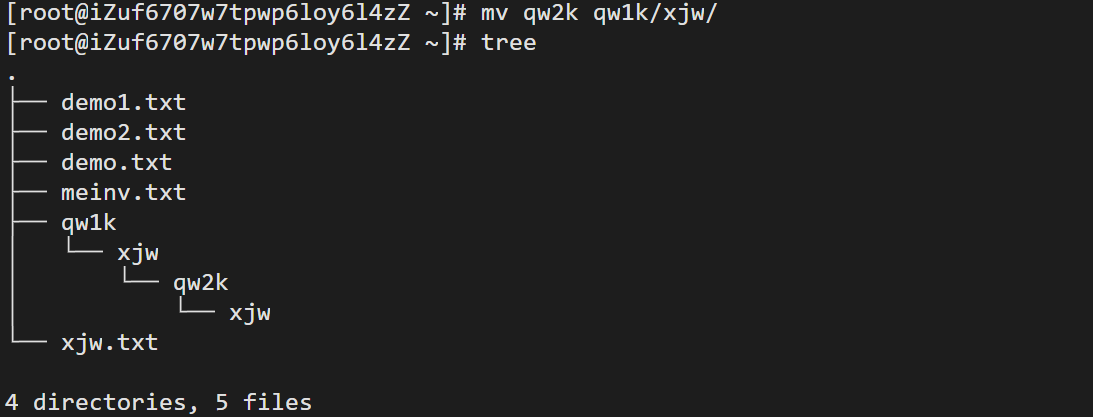 [root@iZuf6707w7tpwp6loy6l4zZ ~]# mv qw2k qw1k/xjw/
[root@iZuf6707w7tpwp6loy6l4zZ ~]# tree
.
├── demo1.txt
├── demo2.txt
├── demo.txt
├── meinv.txt
├── qw1k
│   └── xjw
│       └── qw2k
│           └── xjw
└── xjw.txt

4 directories, 5 files